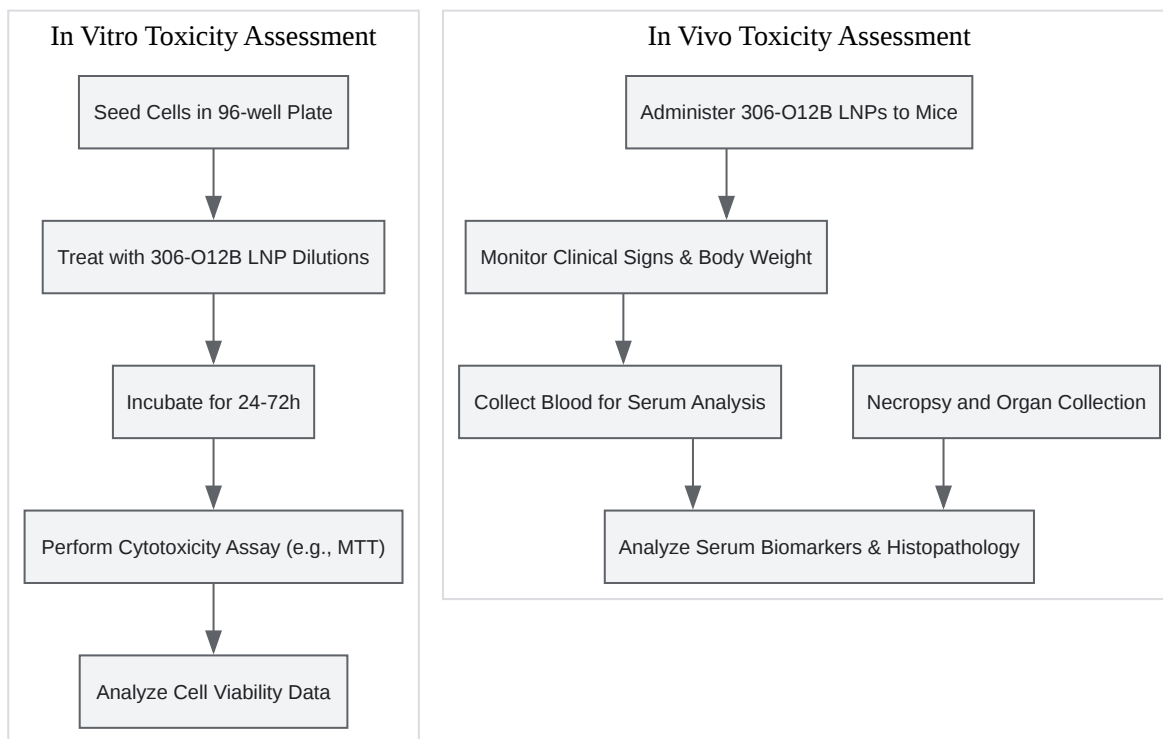 In Vitro Toxicity Assessment
Seed Cells in 96-well Plate
Treat with 306-O12B LNP Dilutions
Incubate for 24-72h
Perform Cytotoxicity Assay (e.g., MTT)
Analyze Cell Viability Data
In Vivo Toxicity Assessment
Administer 306-O12B LNPs to Mice
Monitor Clinical Signs & Body Weight
Collect Blood for Serum Analysis
Necropsy and Organ Collection
Analyze Serum Biomarkers & Histopathology